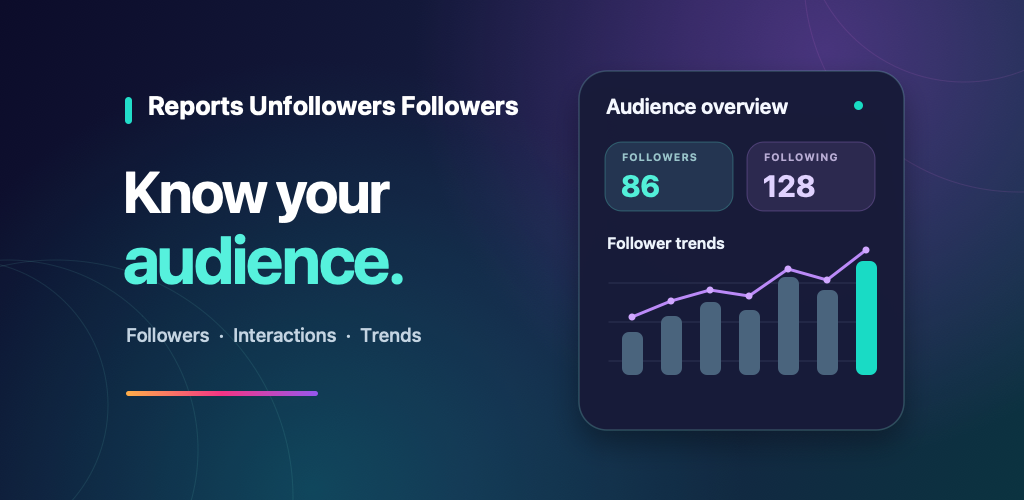 Reports Unfollowers Followers
Know your
audience.
Followers · Interactions · Trends
Audience overview
FOLLOWERS
86
FOLLOWING
128
Follower trends